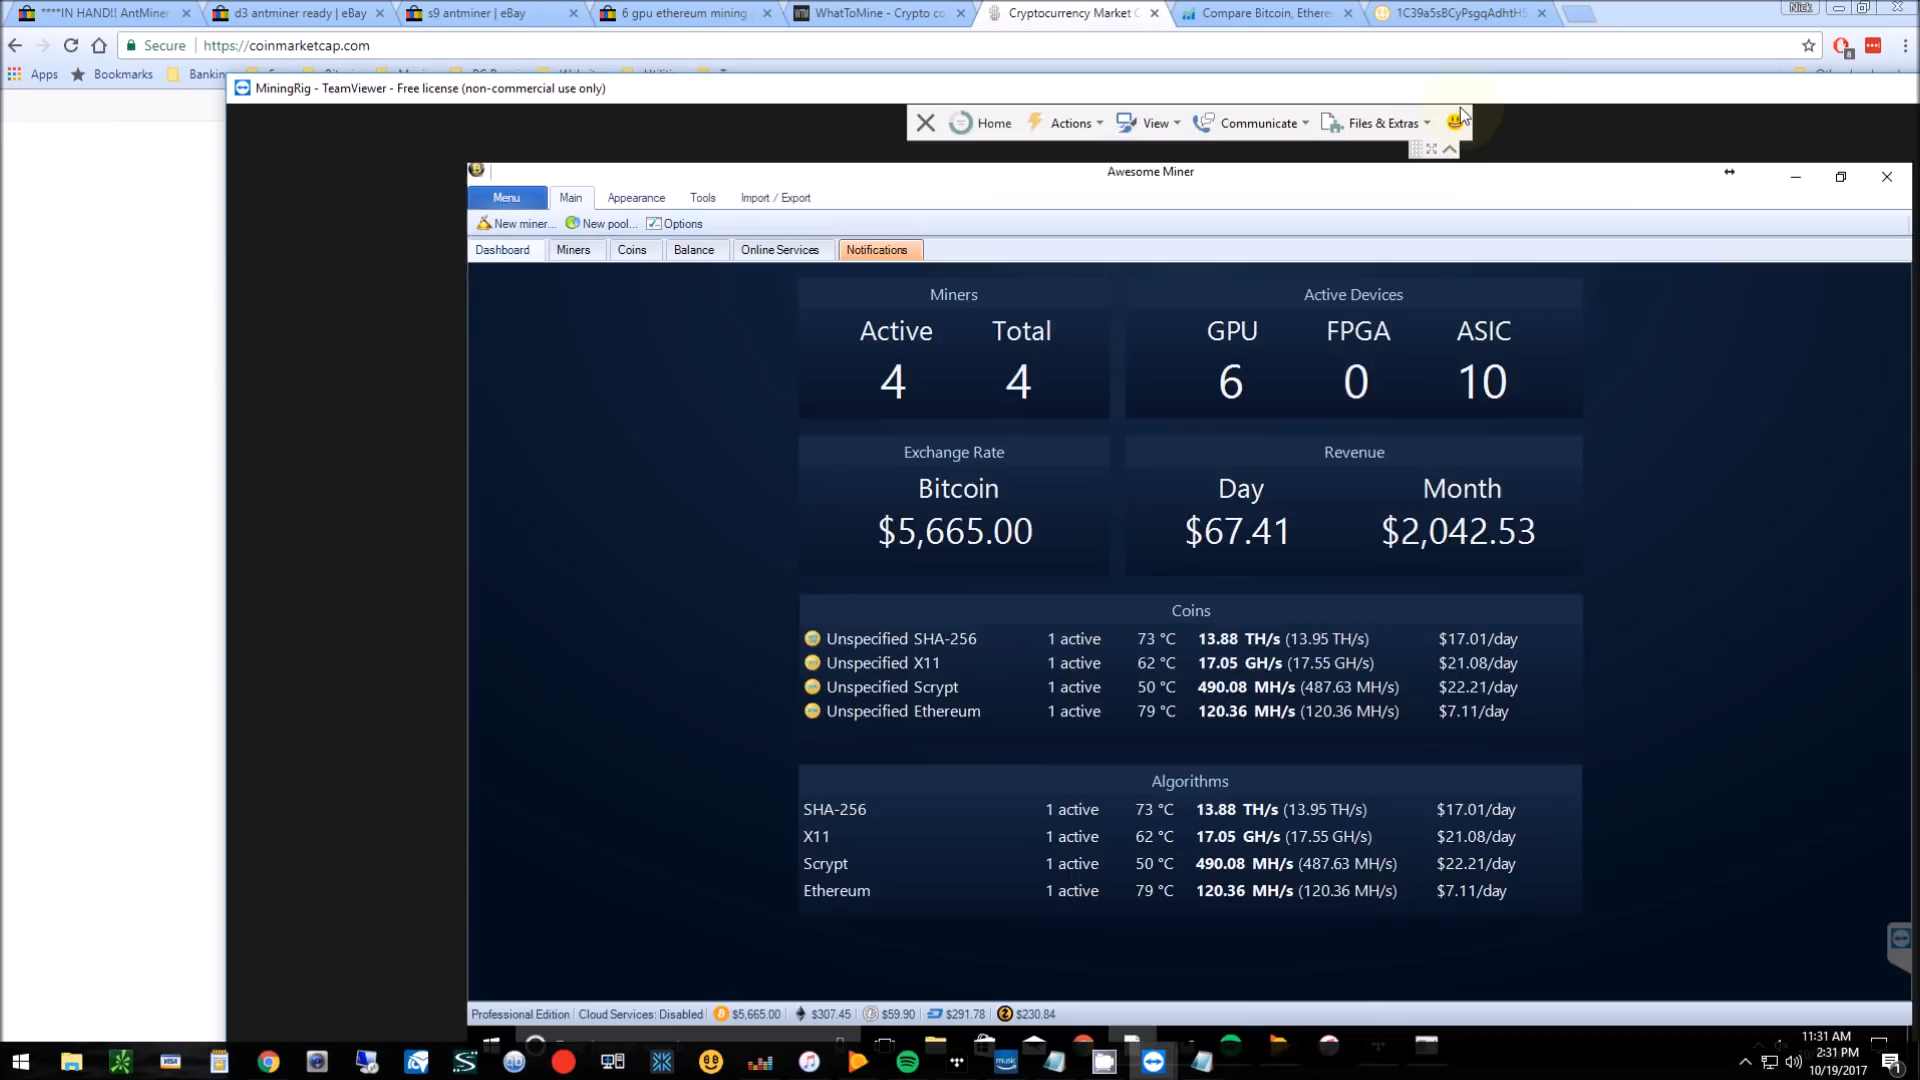 ****IN HAND!! AntMine
d3 antminer ready | eBay
s9 antminer | eBay
6 gpu ethereum mining
WhatToMine - Crypto co
Cryptocurrency Market C
Compare Bitcoin, Ethere
1C39a5sBCyPsgqAdhtHS
Nick
Secure
https://coinmarketcap.com
Apps
Bookmarks
MiningRig - TeamViewer - Free license (non-commercial use only)
Home
Actions
View
Communicate
Files & Extras
Awesome Miner
Menu
Main
Appearance
Tools
Import / Export
New miner...
New pool...
Options
Dashboard
Miners
Coins
Balance
Online Services
Notifications
Miners
Active Total
4 4
Active Devices
GPU FPGA ASIC
6 0 10
Exchange Rate
Bitcoin
$5,665.00
Revenue
Day Month
$67.41 $2,042.53
Coins
Unspecified SHA-256 1 active 73 °C 13.88 TH/s (13.95 TH/s) $17.01/day
Unspecified X11 1 active 62 °C 17.05 GH/s (17.55 GH/s) $21.08/day
Unspecified Scrypt 1 active 50 °C 490.08 MH/s (487.63 MH/s) $22.21/day
Unspecified Ethereum 1 active 79 °C 120.36 MH/s (120.36 MH/s) $7.11/day
Algorithms
SHA-256 1 active 73 °C 13.88 TH/s (13.95 TH/s) $17.01/day
X11 1 active 62 °C 17.05 GH/s (17.55 GH/s) $21.08/day
Scrypt 1 active 50 °C 490.08 MH/s (487.63 MH/s) $22.21/day
Ethereum 1 active 79 °C 120.36 MH/s (120.36 MH/s) $7.11/day
Professional Edition
Cloud Services: Disabled
$5,665.00
$307.45
$59.90
$291.78
$230.84
11:31 AM
2:31 PM
10/19/2017